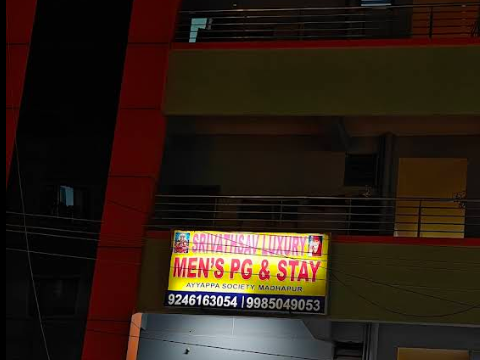 SRIVATHSAV LUXURY
MEN'S PG & STAY
AYYAPPA SOCIETY, MADHAPUR
9246163054 | 9985049053